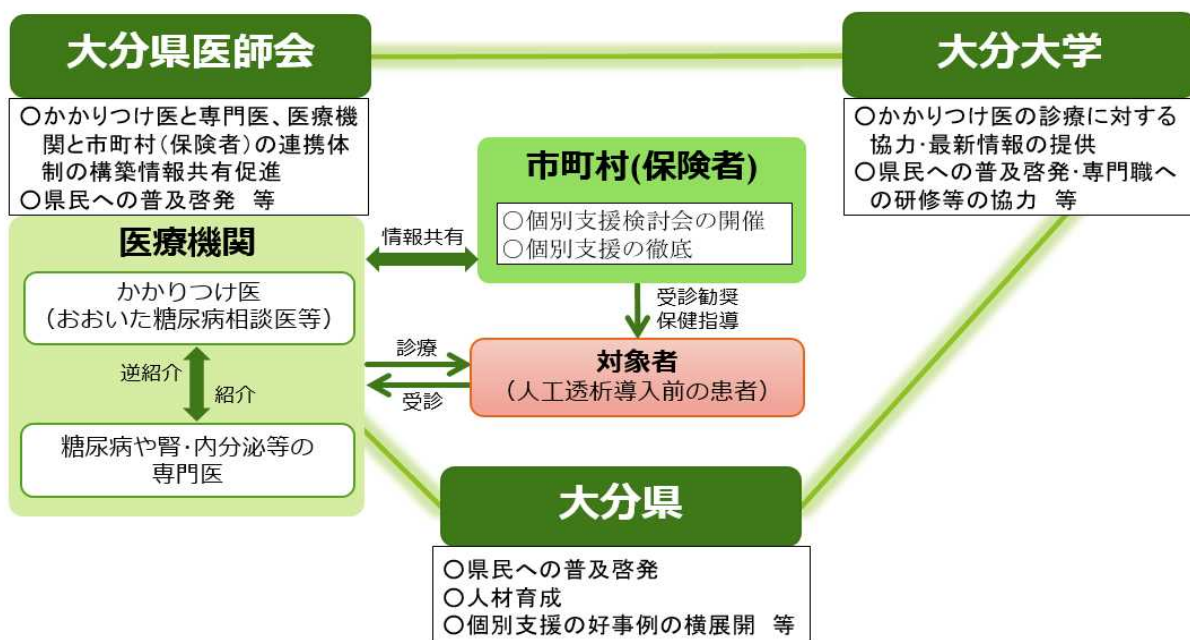 大分県医師会
○かかりつけ医と専門医、医療機
関と市町村(保険者)の連携体
制の構築情報共有促進
○県民への普及啓発 等
大分大学
○かかりつけ医の診療に対する
協力・最新情報の提供
○県民への普及啓発・専門職へ
の研修等の協力 等
市町村(保険者)
○個別支援検討会の開催
○個別支援の徹底
医療機関
かかりつけ医
（おおいた糖尿病相談医等）
逆紹介
紹介
糖尿病や腎・内分泌等の
専門医
情報共有
受診勧奨
保健指導
診療
受診
対象者
（人工透析導入前の患者）
大分県
○県民への普及啓発
○人材育成
○個別支援の好事例の横展開 等